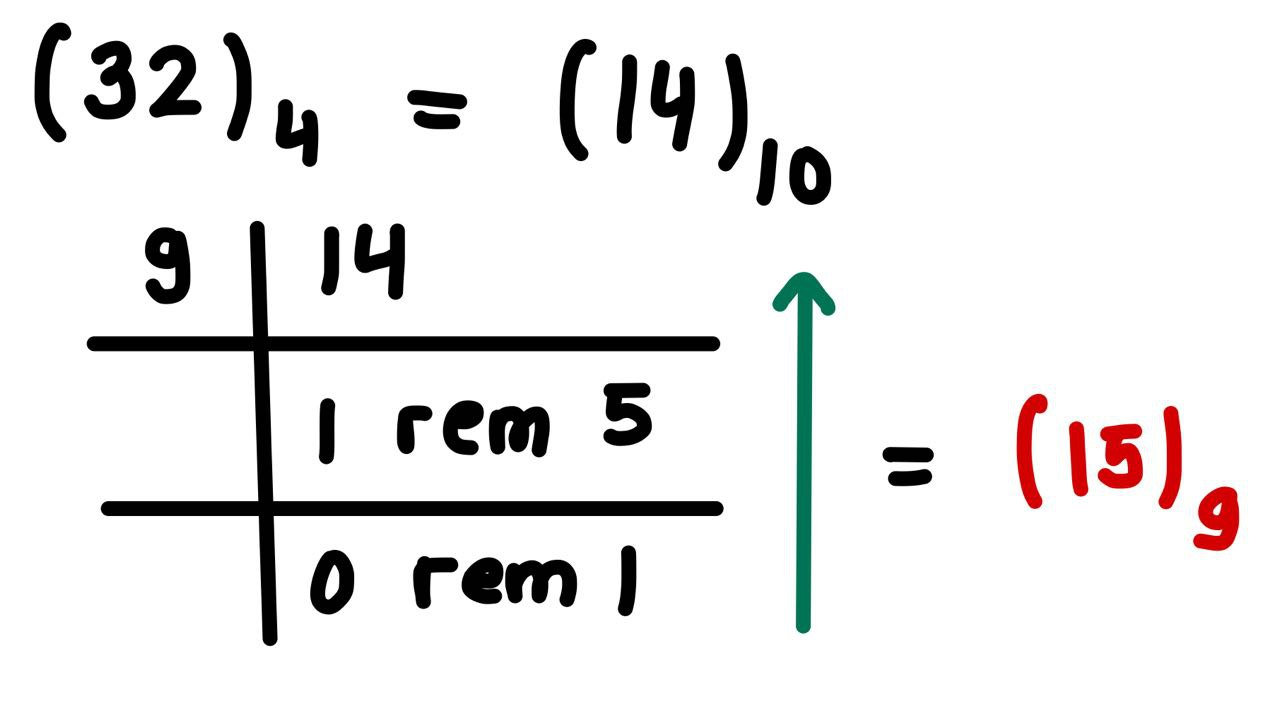 (32)4 = (14)10
9 14
1 rem 5
0 rem 1
= (15)9